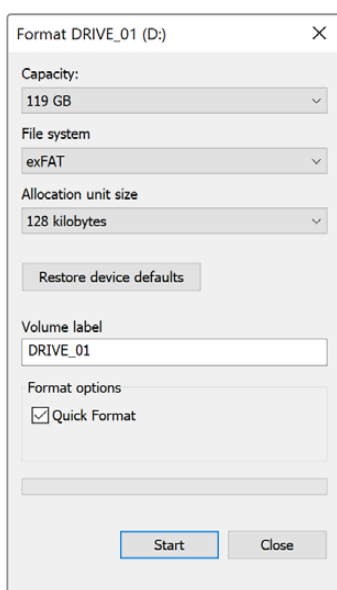 Format DRIVE_01 (D:)
Capacity:
119 GB
File system
exFAT
Allocation unit size
128 kilobytes
Restore device defaults
Volume label
DRIVE_01
Format options
Quick Format
Start
Close